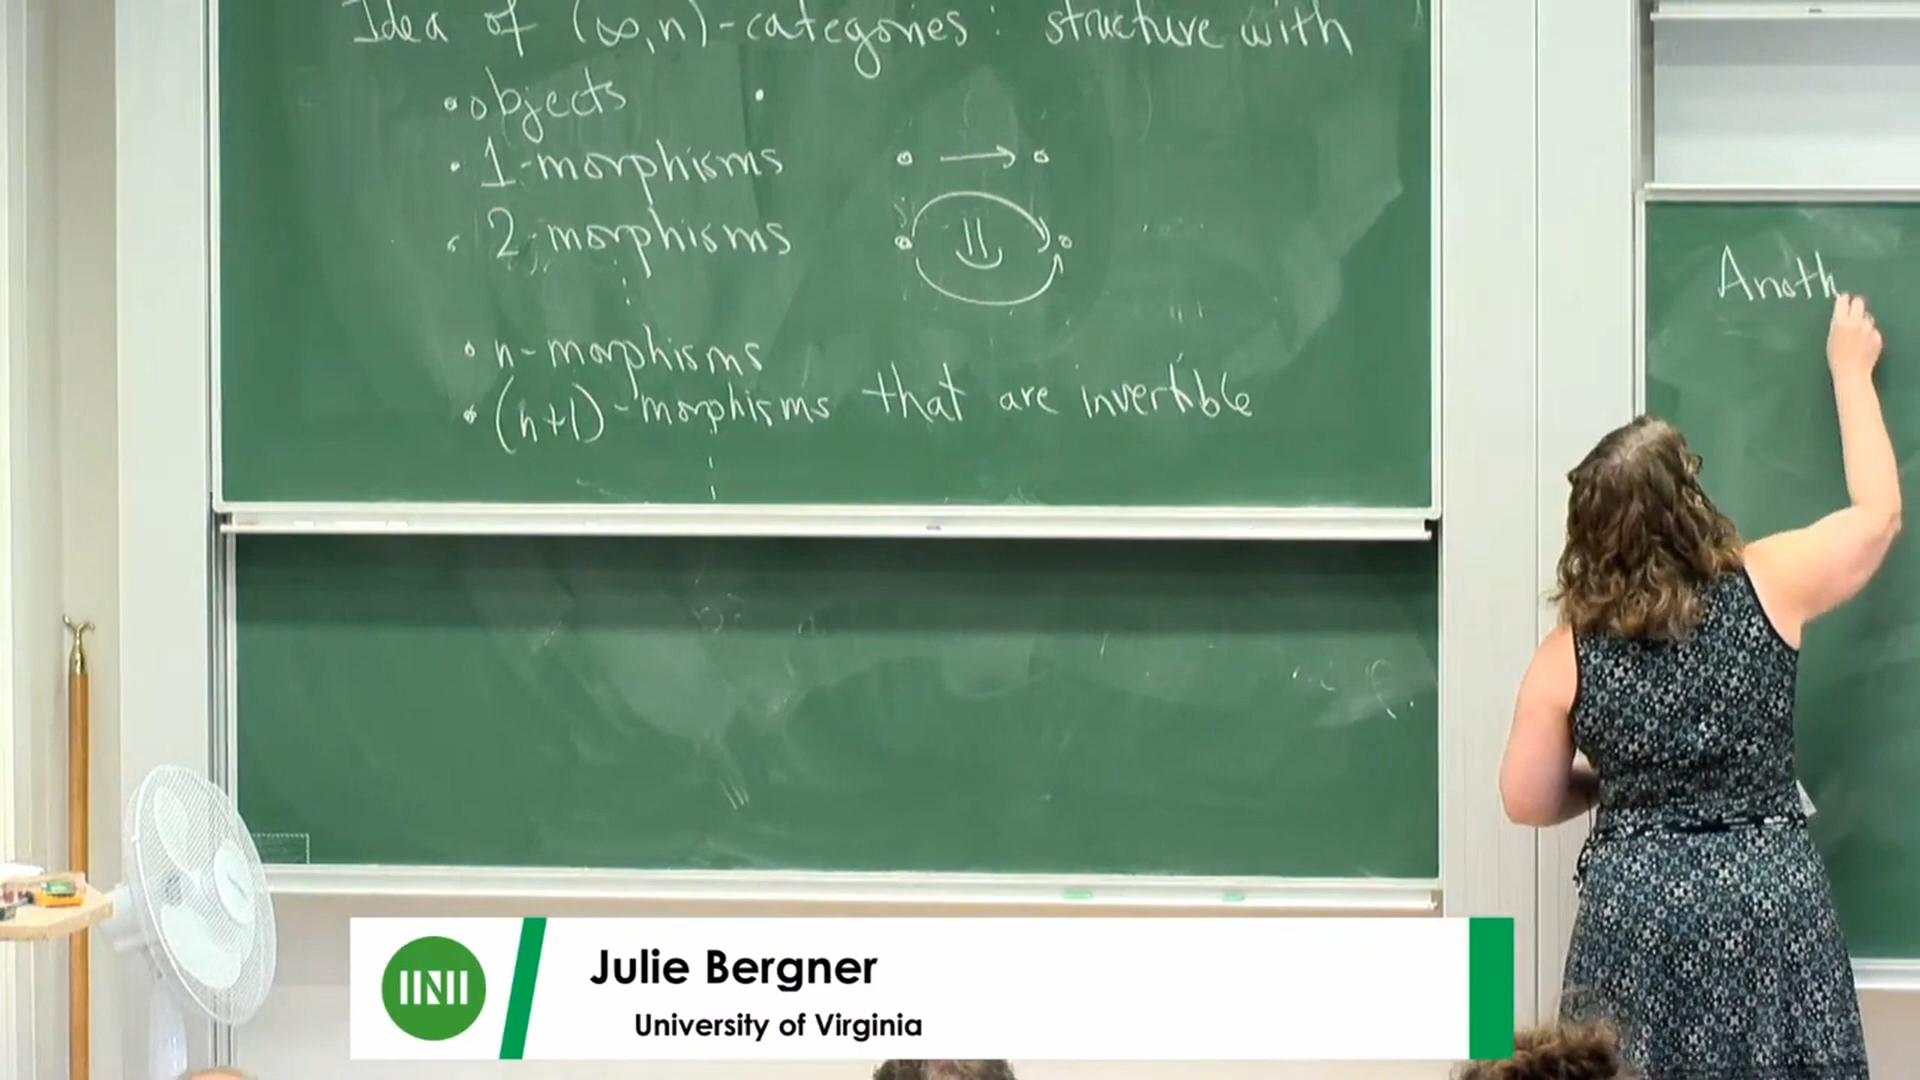 Idea of (∞,n)-categories: structure with
• objects
• 1-morphisms
• 2-morphisms
• n-morphisms
• (n+1)-morphisms that are invertible
Anoth
Julie Bergner
University of Virginia